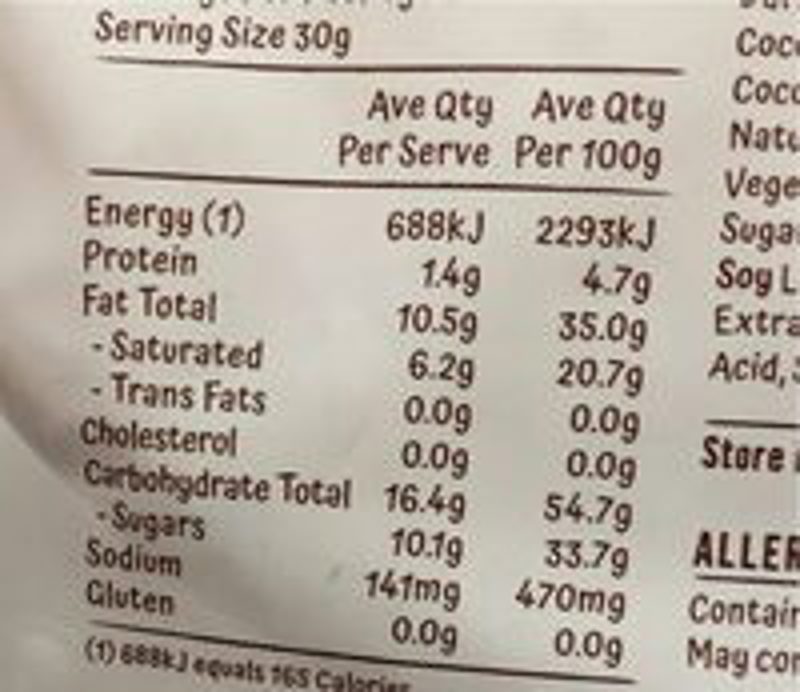 Serving Size 30g
Ave Qty Ave Qty
Per Serve Per 100g
Energy (1) 688kJ 2293kJ
Protein 1.4g 4.7g
Fat Total 10.5g 35.0g
- Saturated 6.2g 20.7g
- Trans Fats 0.0g 0.0g
Cholesterol 0.0g 0.0g
Carbohydrate Total 16.4g 54.7g
- Sugars 10.1g 33.7g
Sodium 141mg 470mg
Gluten 0.0g 0.0g
(1) 688kJ equals 165 Calories
Coco
Coco
Natu
Vege
Suga
Soy L
Extra
Acid,
Store
ALLER
Contain
May con